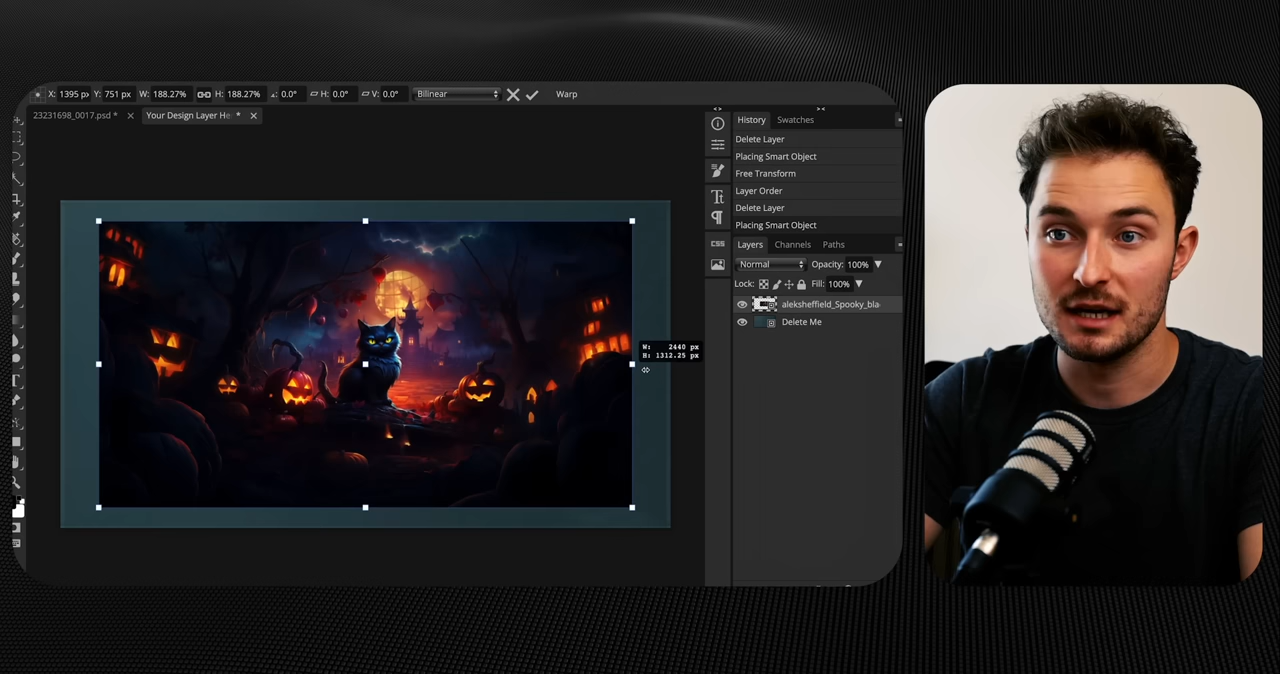 X: 1395 px Y: 751 px W: 188.27% H: 188.27% : 0.0° H: 0.0° V: 0.0° Bilinear Warp
23231698_0017.psd * Your Design Layer He *
History Swatches
Delete Layer
Placing Smart Object
Free Transform
Layer Order
Delete Layer
Placing Smart Object
Layers Channels Paths
Normal Opacity: 100%
Lock: Fill: 100%
aleksheffield_Spooky_bla
Delete Me
W: 2440 px
H: 1312.25 px
CSS